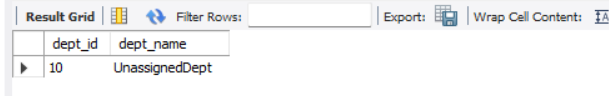 Result Grid Filter Rows: Export: Wrap Cell Content:
dept_id dept_name
10 UnassignedDept